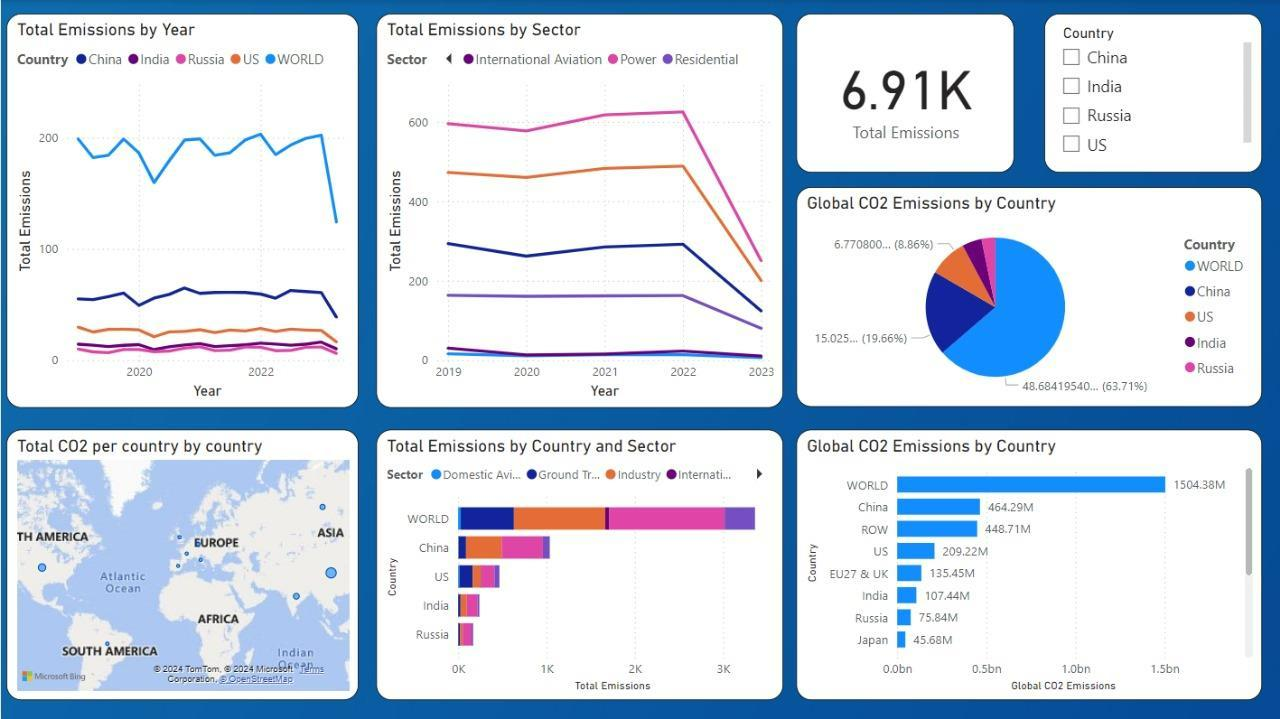 Total Emissions by Year
Country China India Russia US WORLD
Total Emissions
200
100
0
2020 2022
Year
Total Emissions by Sector
Sector International Aviation Power Residential
Total Emissions
600
400
200
0
2019 2020 2021 2022 2023
Year
6.91K
Total Emissions
Country
China
India
Russia
US
Global CO2 Emissions by Country
6.770800... (8.86%)
15.025... (19.66%)
48.68419540... (63.71%)
Country
WORLD
China
US
India
Russia
Total CO2 per country by country
TH AMERICA
EUROPE
ASIA
Atlantic
Ocean
AFRICA
SOUTH AMERICA
Indian
Ocean
Microsoft Bing
© 2024 TomTom, © 2024 Microsoft Terms
Corporation, © OpenStreetMap
Total Emissions by Country and Sector
Sector Domestic Avi... Ground Tr... Industry Internati...
Country
WORLD
China
US
India
Russia
0K 1K 2K 3K
Total Emissions
Global CO2 Emissions by Country
Country
WORLD 1504.38M
China 464.29M
ROW 448.71M
US 209.22M
EU27 & UK 135.45M
India 107.44M
Russia 75.84M
Japan 45.68M
0.00bn 0.5bn 1.0bn 1.5bn
Global CO2 Emissions